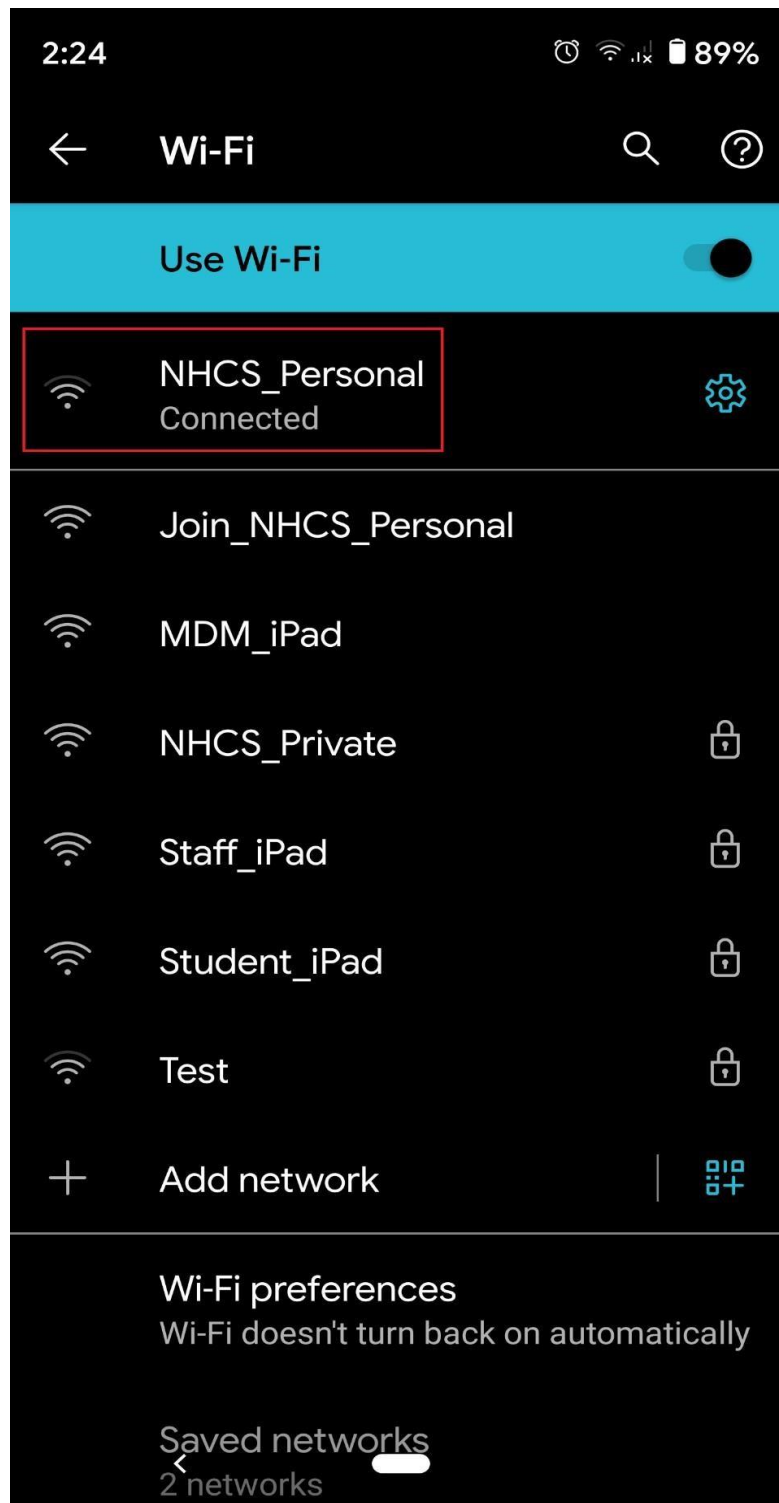 2:24
89%
Wi-Fi
Use Wi-Fi
NHCS_Personal
Connected
Join_NHCS_Personal
MDM_iPad
NHCS_Private
Staff_iPad
Student_iPad
Test
Add network
Wi-Fi preferences
Wi-Fi doesn't turn back on automatically
Saved networks
2 networks